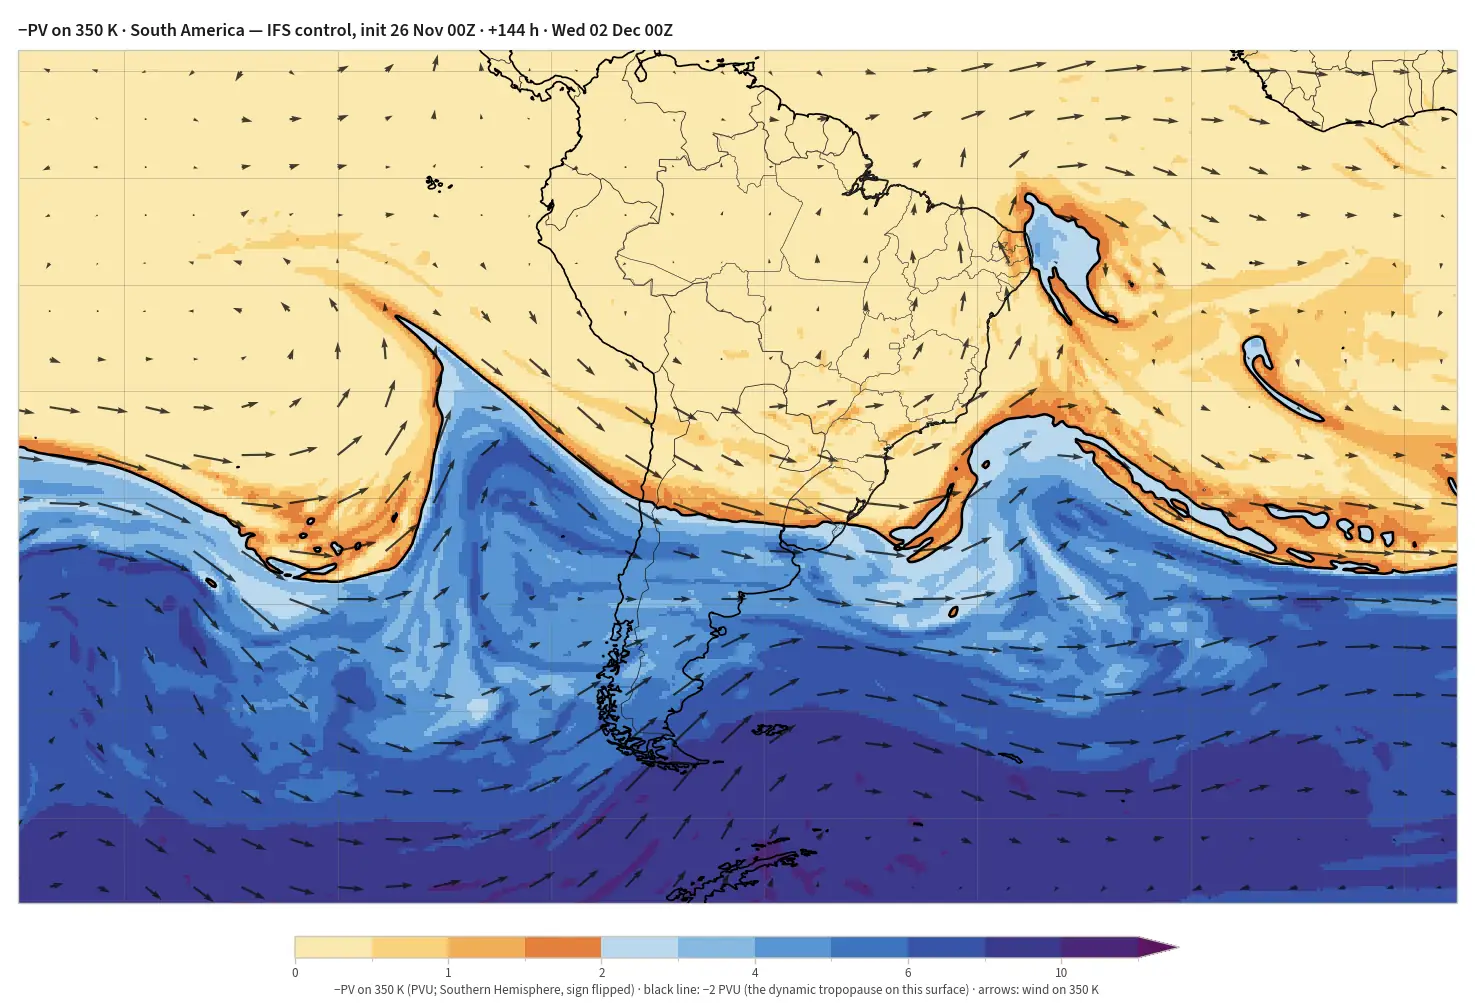 −PV on 350 K · South America — IFS control, init 26 Nov 00Z · +144 h · Wed 02 Dec 00Z
0 1 2 4 6 10
−PV on 350 K (PVU; Southern Hemisphere, sign flipped) · black line: −2 PVU (the dynamic tropopause on this surface) · arrows: wind on 350 K